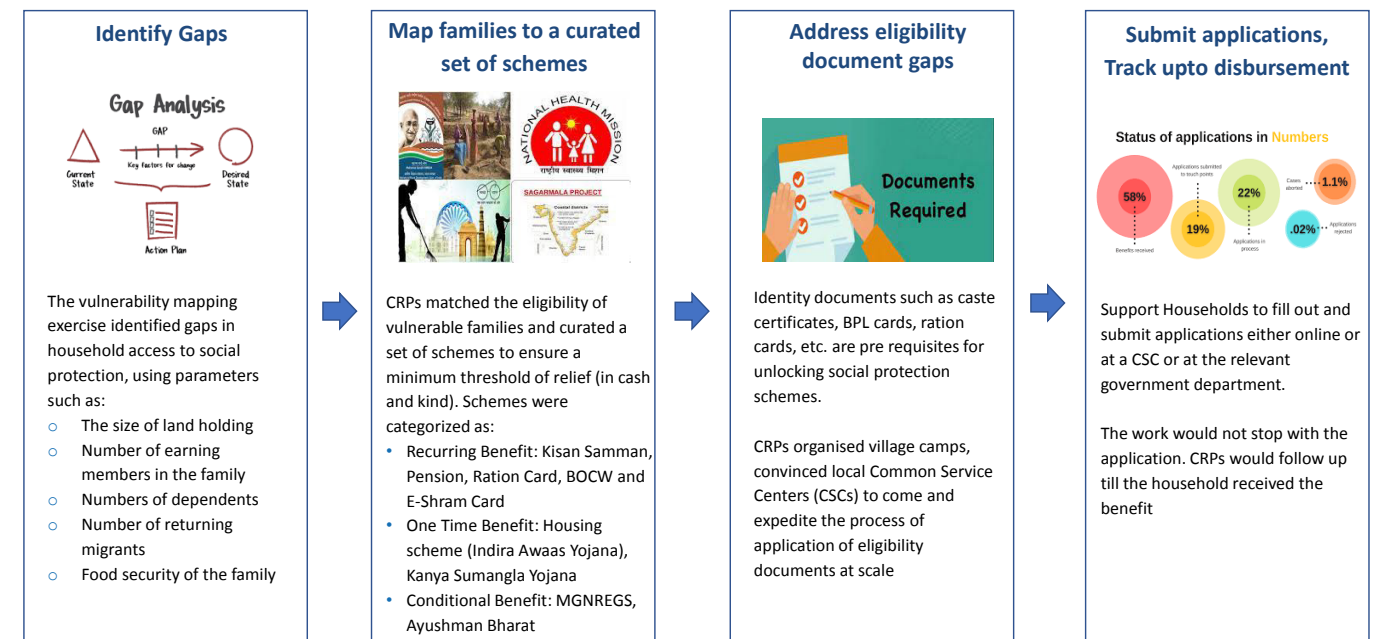 Identify Gaps
Gap Analysis
GAP
Key factors for change
Current
State
Desired
State
Action Plan
The vulnerability mapping
exercise identified gaps in
household access to social
protection, using parameters
such as:
o The size of land holding
o Number of earning
members in the family
o Numbers of dependents
o Number of returning
migrants
o Food security of the family
Map families to a curated
set of schemes
NATIONAL HEALTH MISSION
राष्ट्रीय स्वास्थ्य मिशन
SAGARMALA PROJECT
CRPs matched the eligibility of
vulnerable families and curated a
set of schemes to ensure a
minimum threshold of relief (in cash
and kind). Schemes were
categorized as:
• Recurring Benefit: Kisan Samman,
Pension, Ration Card, BOCW and
E-Shram Card
• One Time Benefit: Housing
scheme (Indira Awaas Yojana),
Kanya Sumangla Yojana
• Conditional Benefit: MGNREGS,
Ayushman Bharat
Address eligibility
document gaps
Documents
Required
Identity documents such as caste
certificates, BPL cards, ration
cards, etc. are pre requisites for
unlocking social protection
schemes.
CRPs organised village camps,
convinced local Common Service
Centers (CSCs) to come and
expedite the process of
application of eligibility
documents at scale
Submit applications,
Track upto disbursement
Status of applications in Numbers
58%
Benefits received
Applications submitted
to touch points
19%
22%
Applications in
process
Cases
aborted
1.1%
.02%
Applications
rejected
Support Households to fill out and
submit applications either online or
at a CSC or at the relevant
government department.
The work would not stop with the
application. CRPs would follow up
till the household received the
benefit